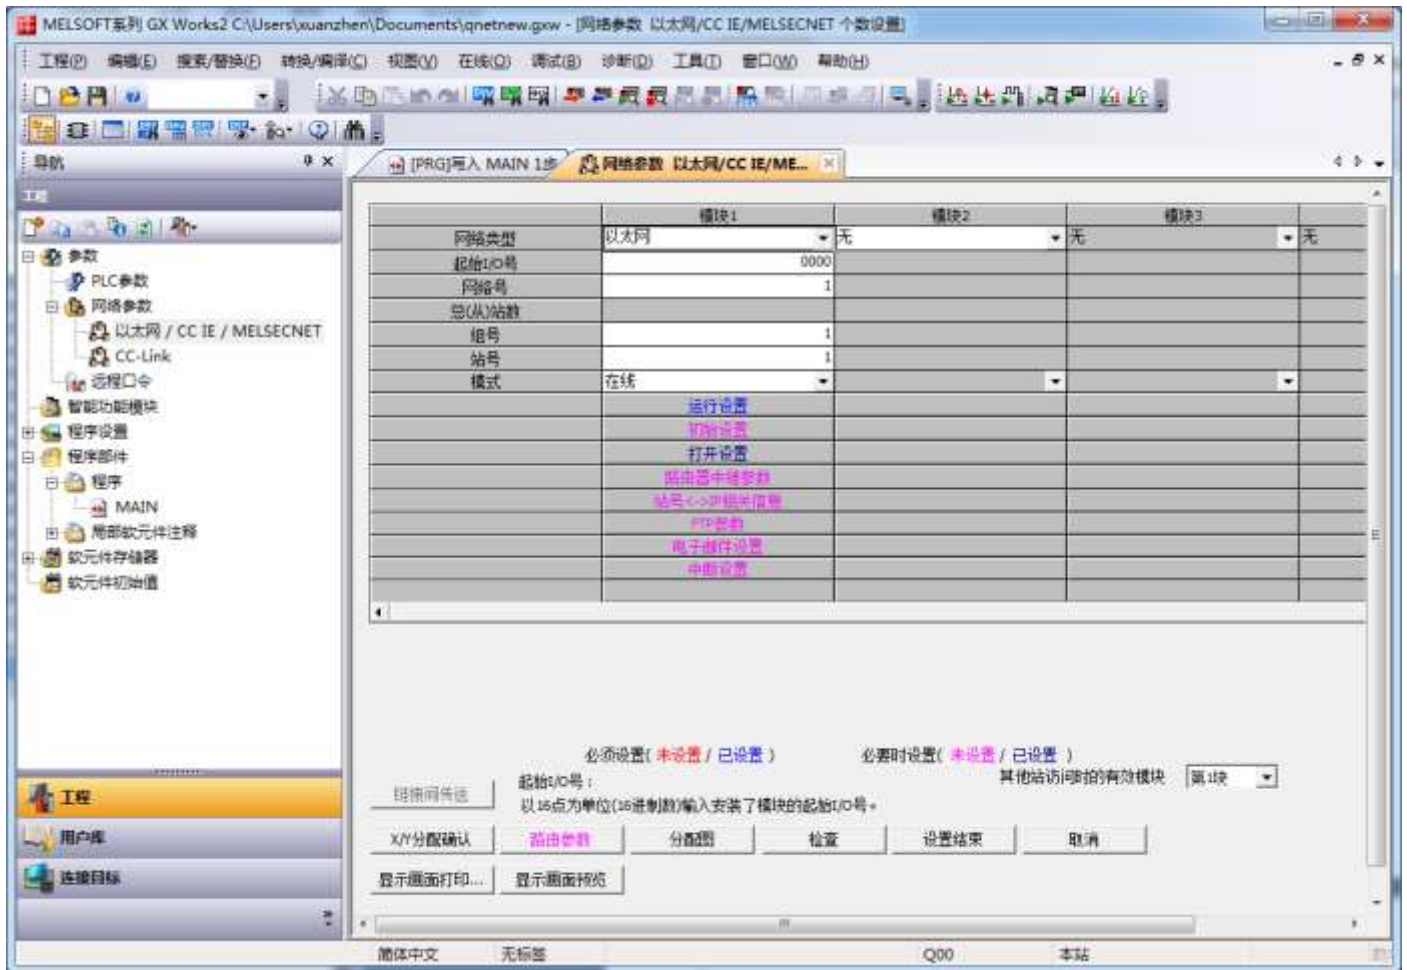 MELSOFT系列 GX Works2 C:\Users\xuanzhen\Documents\qnetnew.gxw - [网络参数 以太网/CC IE/MELSECNET 个数设置]
工程(P) 编辑(E) 搜索/替换(F) 转换/编译(C) 视图(V) 在线(O) 调试(B) 诊断(D) 工具(T) 窗口(W) 帮助(H)
导航
[PRG]写入 MAIN 1步
网络参数 以太网/CC IE/ME...
工程
参数
PLC参数
网络参数
以太网 / CC IE / MELSECNET
CC-Link
远程口令
智能功能模块
程序设置
程序部件
程序
MAIN
局部软元件注释
软元件存储器
软元件初始值
工程
用户库
连接目标
模块1 模块2 模块3
网络类型 以太网 无 无 无
起始I/O号 0000
网络号 1
总(从)站数
组号 1
站号 1
模式 在线
运行设置
初始设置
打开设置
路由器中继参数
站号<->IP相关信息
FTP参数
电子邮件设置
中断设置
必须设置( 未设置 / 已设置 ) 必要时设置( 未设置 / 已设置 )
链接间传送 起始I/O号: 其他站访问时的有效模块 第1块
以16点为单位(16进制数)输入安装了模块的起始I/O号。
X/Y分配确认 路由参数 分配图 检查 设置结束 取消
显示画面打印... 显示画面预览
简体中文 无标签 Q00 本站